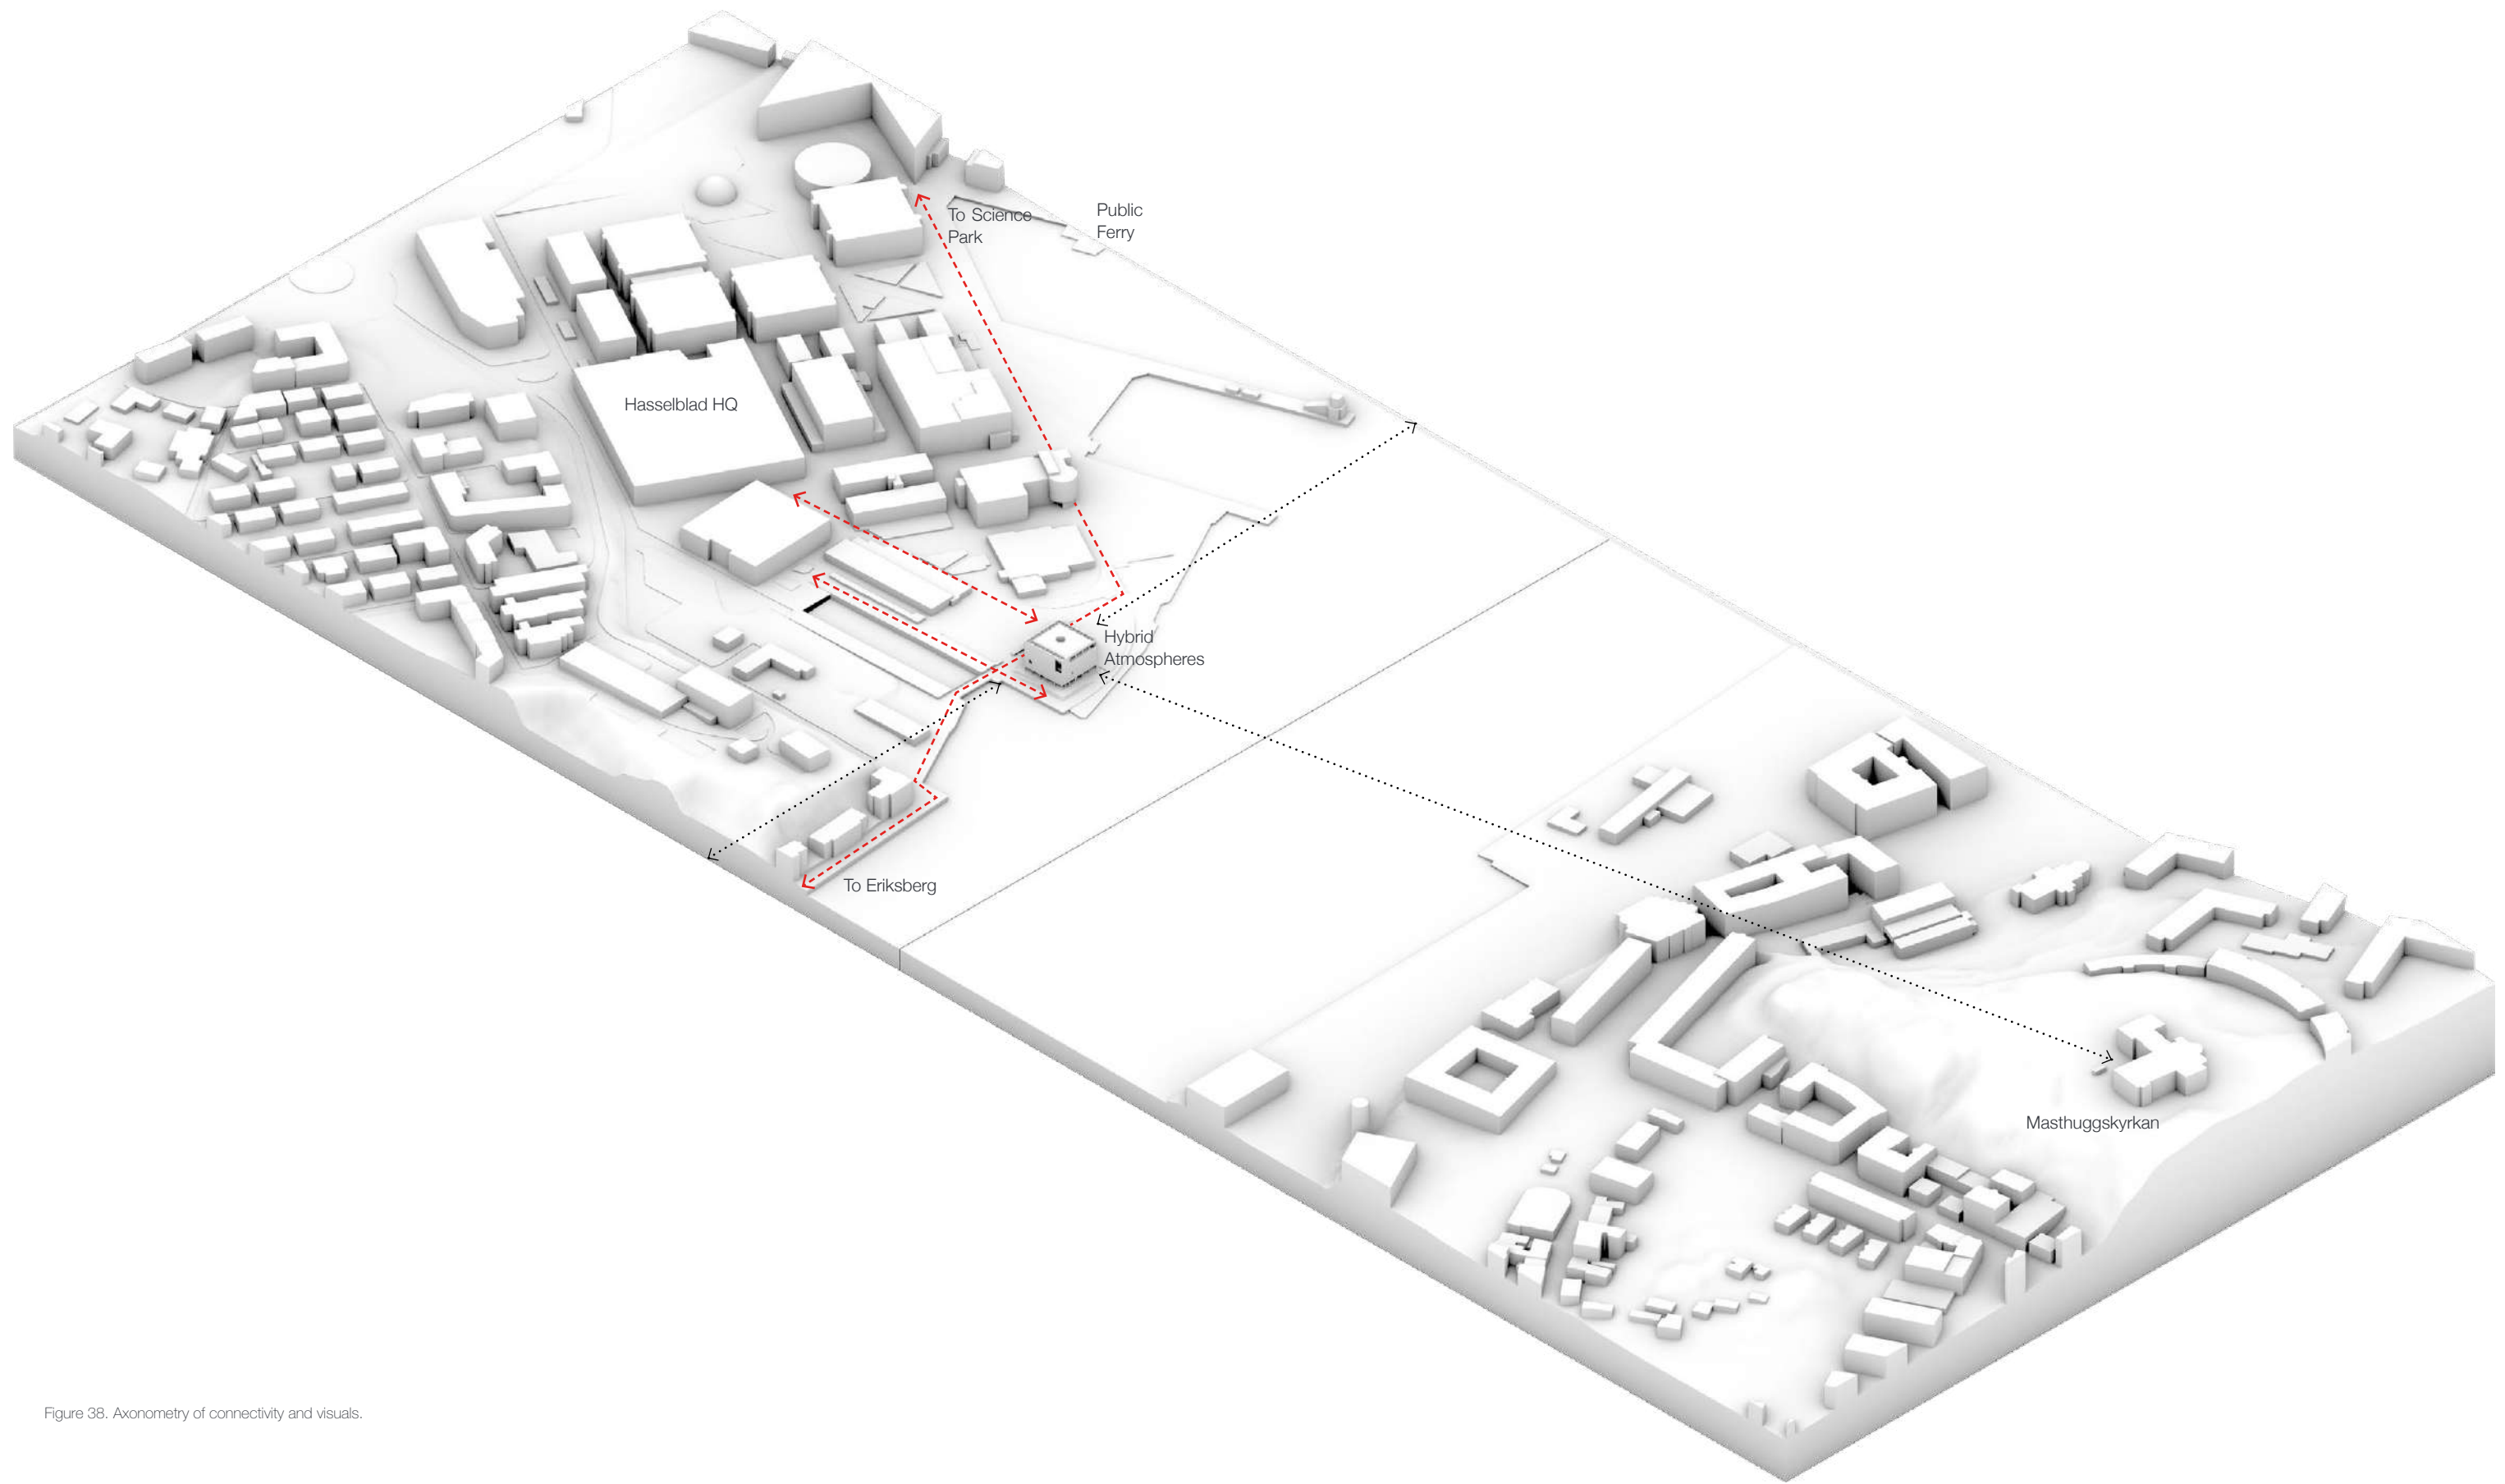 To Science
Park
Public
Ferry
Hasselblad HQ
Hybrid
Atmospheres
To Eriksberg
Masthuggskyrkan
Figure 38. Axonometry of connectivity and visuals.